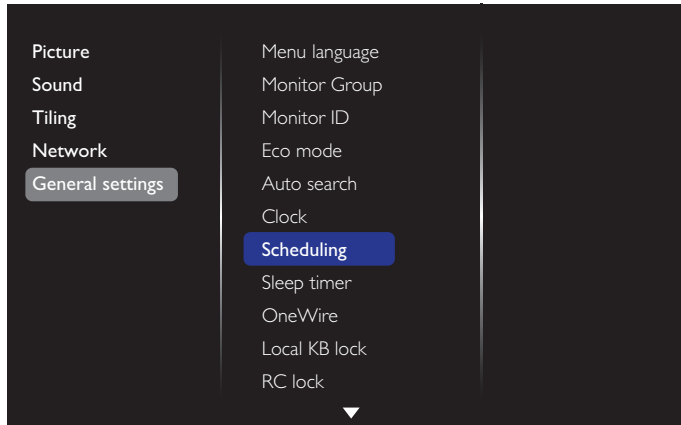 Picture
Sound
Tiling
Network
General settings
Menu language
Monitor Group
Monitor ID
Eco mode
Auto search
Clock
Scheduling
Sleep timer
OneWire
Local KB lock
RC lock